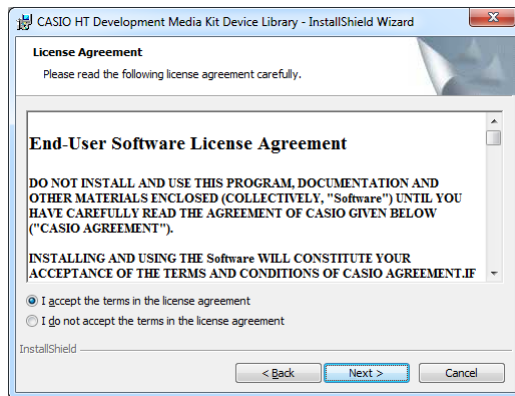 CASIO HT Development Media Kit Device Library - InstallShield Wizard
License Agreement
Please read the following license agreement carefully.
End-User Software License Agreement
DO NOT INSTALL AND USE THIS PROGRAM, DOCUMENTATION AND
OTHER MATERIALS ENCLOSED (COLLECTIVELY, "Software") UNTIL YOU
HAVE CAREFULLY READ THE AGREEMENT OF CASIO GIVEN BELOW
("CASIO AGREEMENT").
INSTALLING AND USING THE Software WILL CONSTITUTE YOUR
ACCEPTANCE OF THE TERMS AND CONDITIONS OF CASIO AGREEMENT.IF
I accept the terms in the license agreement
I do not accept the terms in the license agreement
InstallShield
< Back Next > Cancel